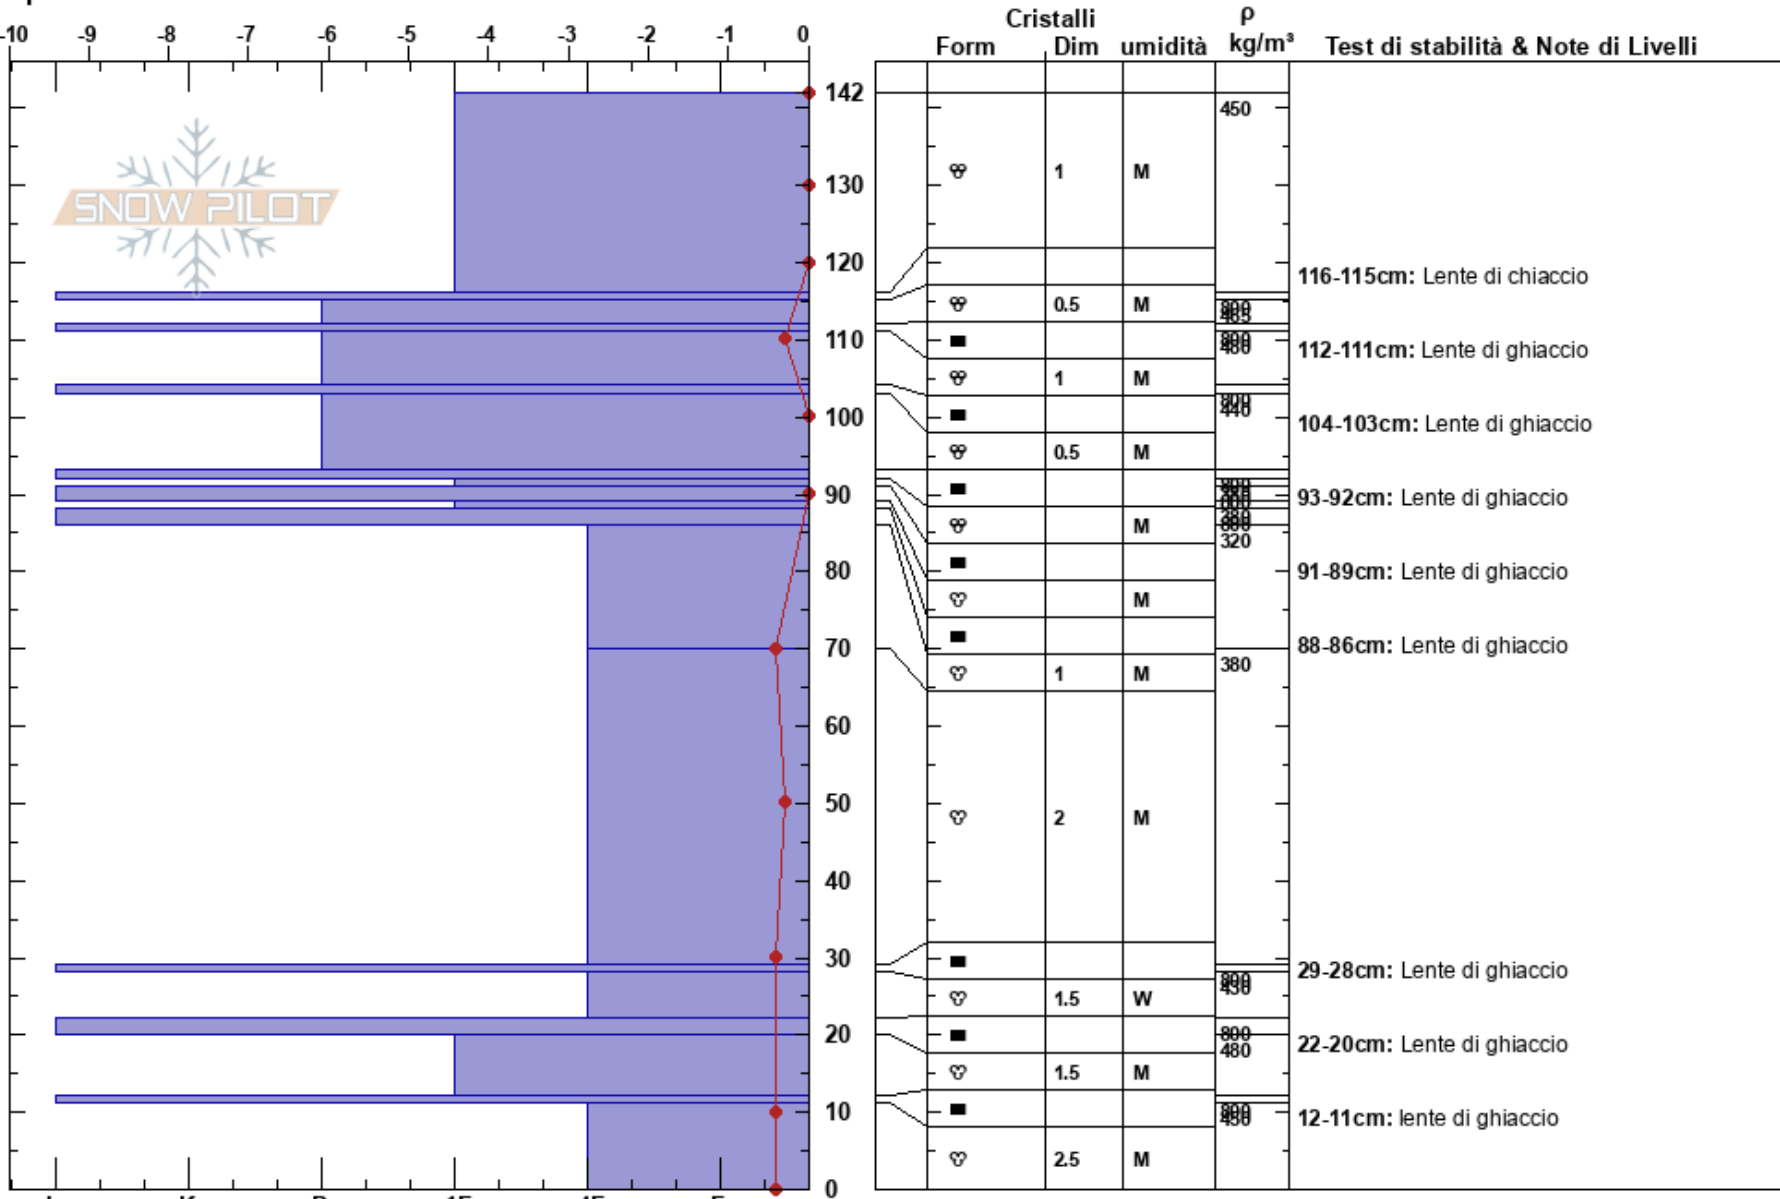 Cristalli ρ
-10 -9 -8 -7 -6 -5 -4 -3 -2 -1 0 Form Dim umidità kg/m³ Test di stabilità & Note di Livelli
142
450
SNOW PILOT
1 M
130
120
116-115cm: Lente di chiaccio
0.5 M
110
112-111cm: Lente di ghiaccio
1 M
100
104-103cm: Lente di ghiaccio
0.5 M
90
93-92cm: Lente di ghiaccio
M
320
80
91-89cm: Lente di ghiaccio
M
70
88-86cm: Lente di ghiaccio
380
1 M
60
50
2 M
40
30
29-28cm: Lente di ghiaccio
1.5 W
20
800
480
22-20cm: Lente di ghiaccio
1.5 M
10
12-11cm: lente di ghiaccio
2.5 M
0